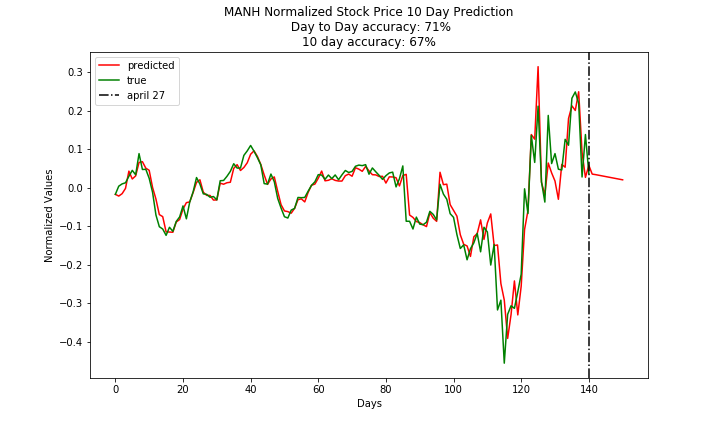 MANH Normalized Stock Price 10 Day Prediction
Day to Day accuracy: 71%
10 day accuracy: 67%
predicted
true
april 27
0.3
0.2
0.1
0.0
−0.1
−0.2
−0.3
−0.4
Normalized Values
0 20 40 60 80 100 120 140
Days